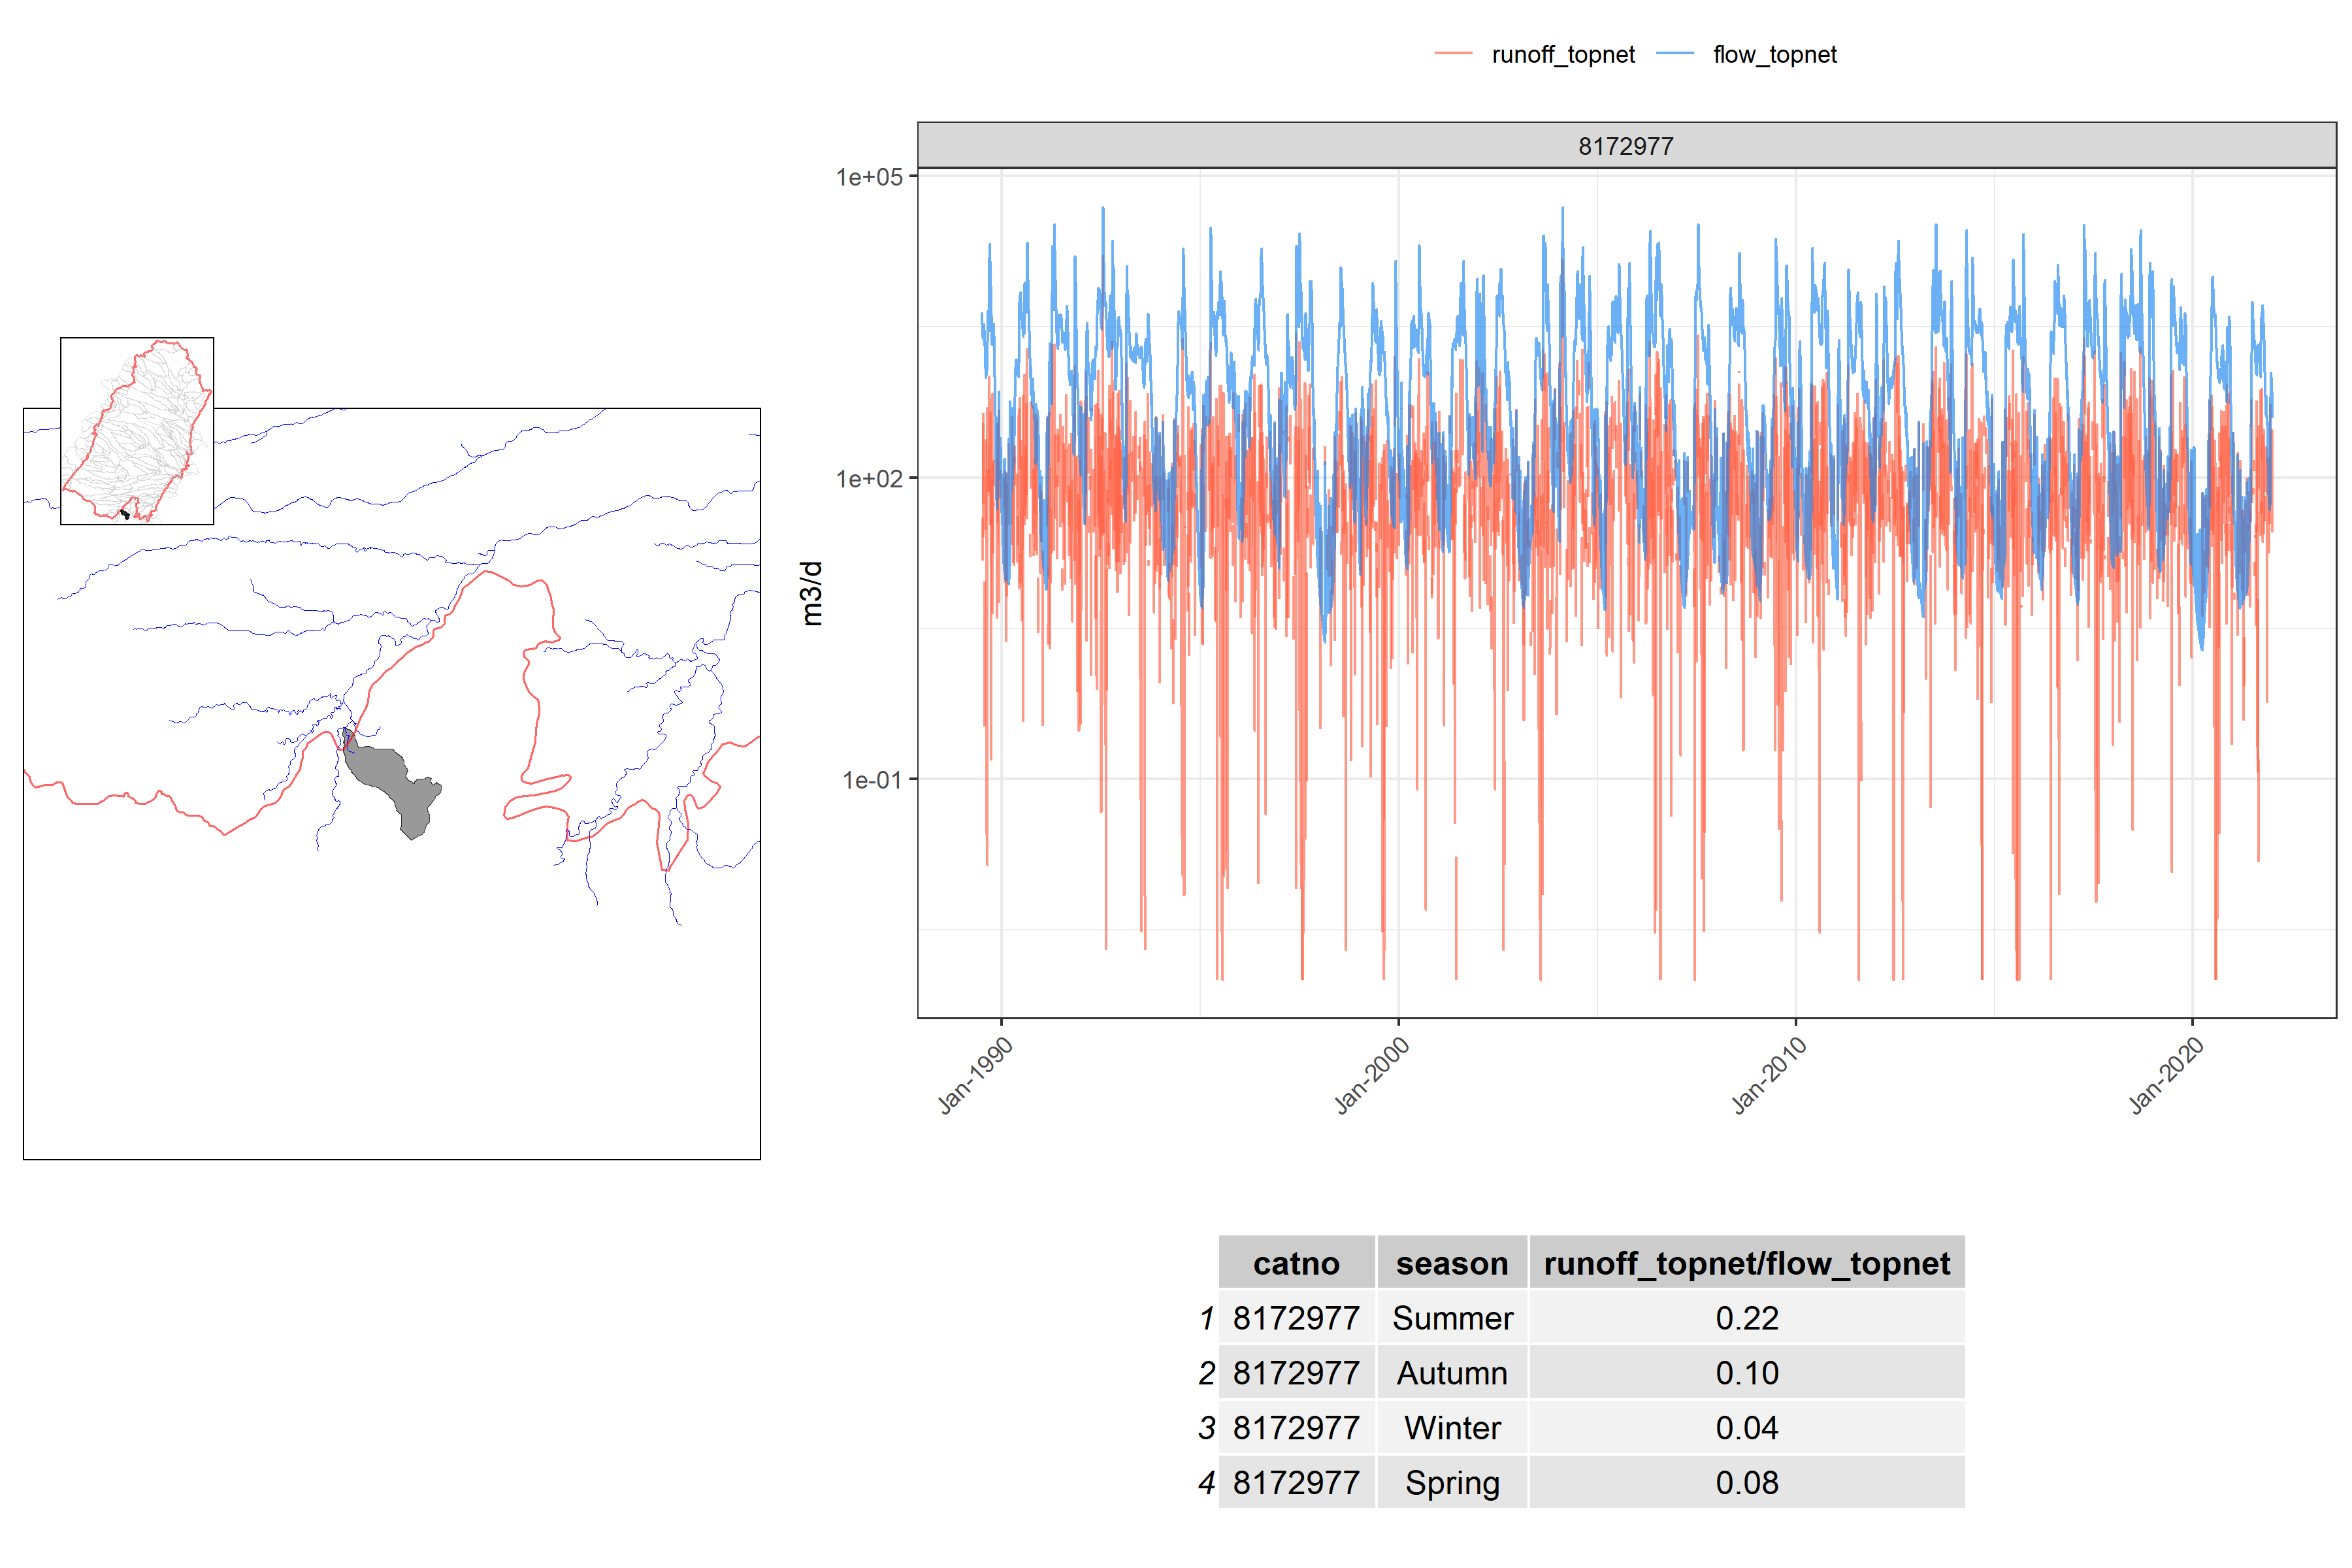 runoff_topnet flow_topnet
8172977
1e+05
1e+02
1e-01
m3/d
Jan-1990 Jan-2000 Jan-2010 Jan-2020
catno season runoff_topnet/flow_topnet
1 8172977 Summer 0.22
2 8172977 Autumn 0.10
3 8172977 Winter 0.04
4 8172977 Spring 0.08